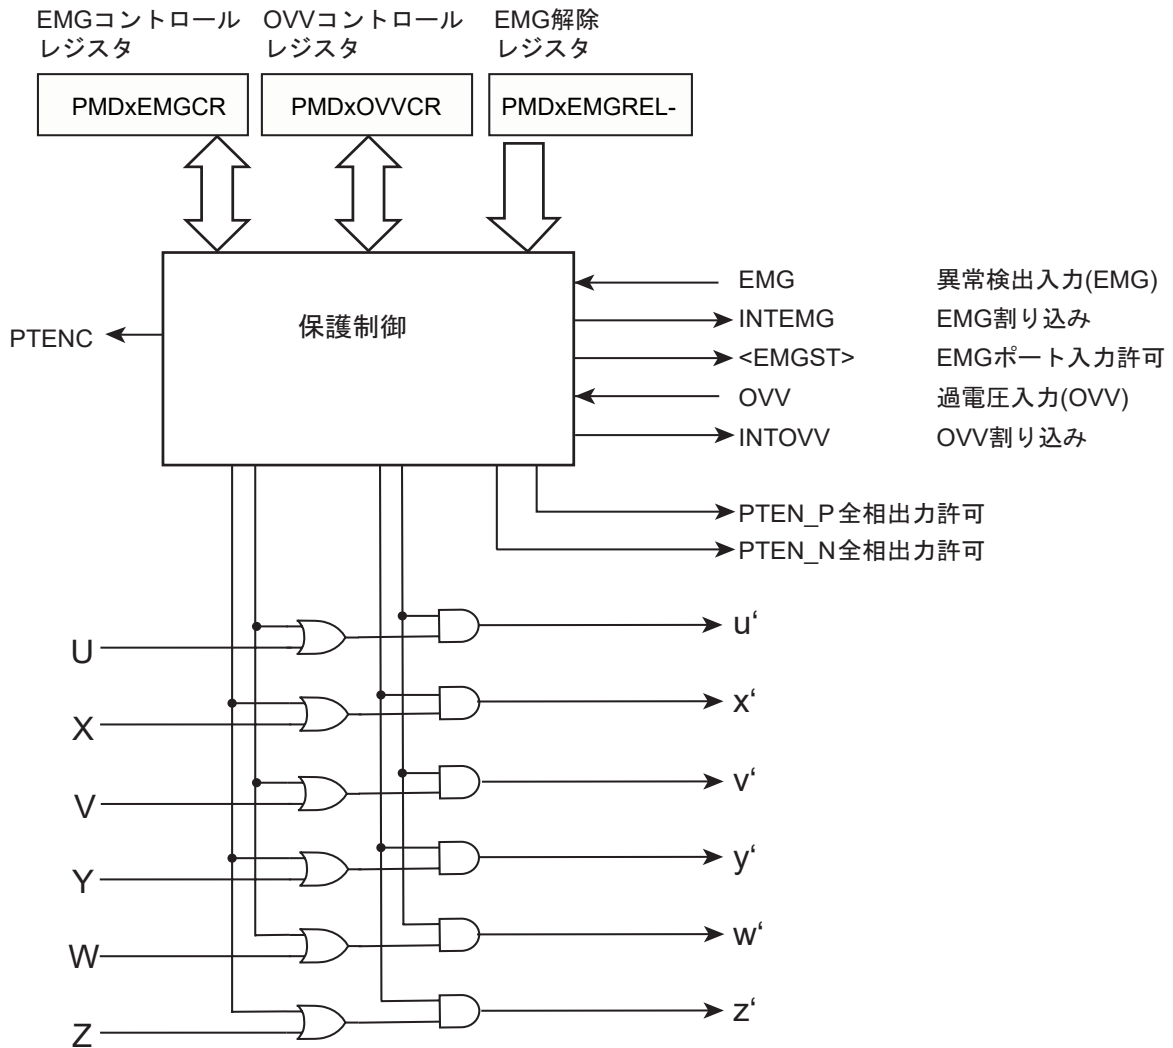 EMGコントロール
レジスタ
OVVコントロール
レジスタ
EMG解除
レジスタ
PMDxEMGCR
PMDxOVVCR
PMDxEMGREL-
保護制御
PTENC
EMG 異常検出入力(EMG)
INTEMG EMG割り込み
<EMGST> EMGポート入力許可
OVV 過電圧入力(OVV)
INTOVV OVV割り込み
PTEN_P全相出力許可
PTEN_N全相出力許可
U u‘
X x‘
V v‘
Y y‘
W w‘
Z z‘